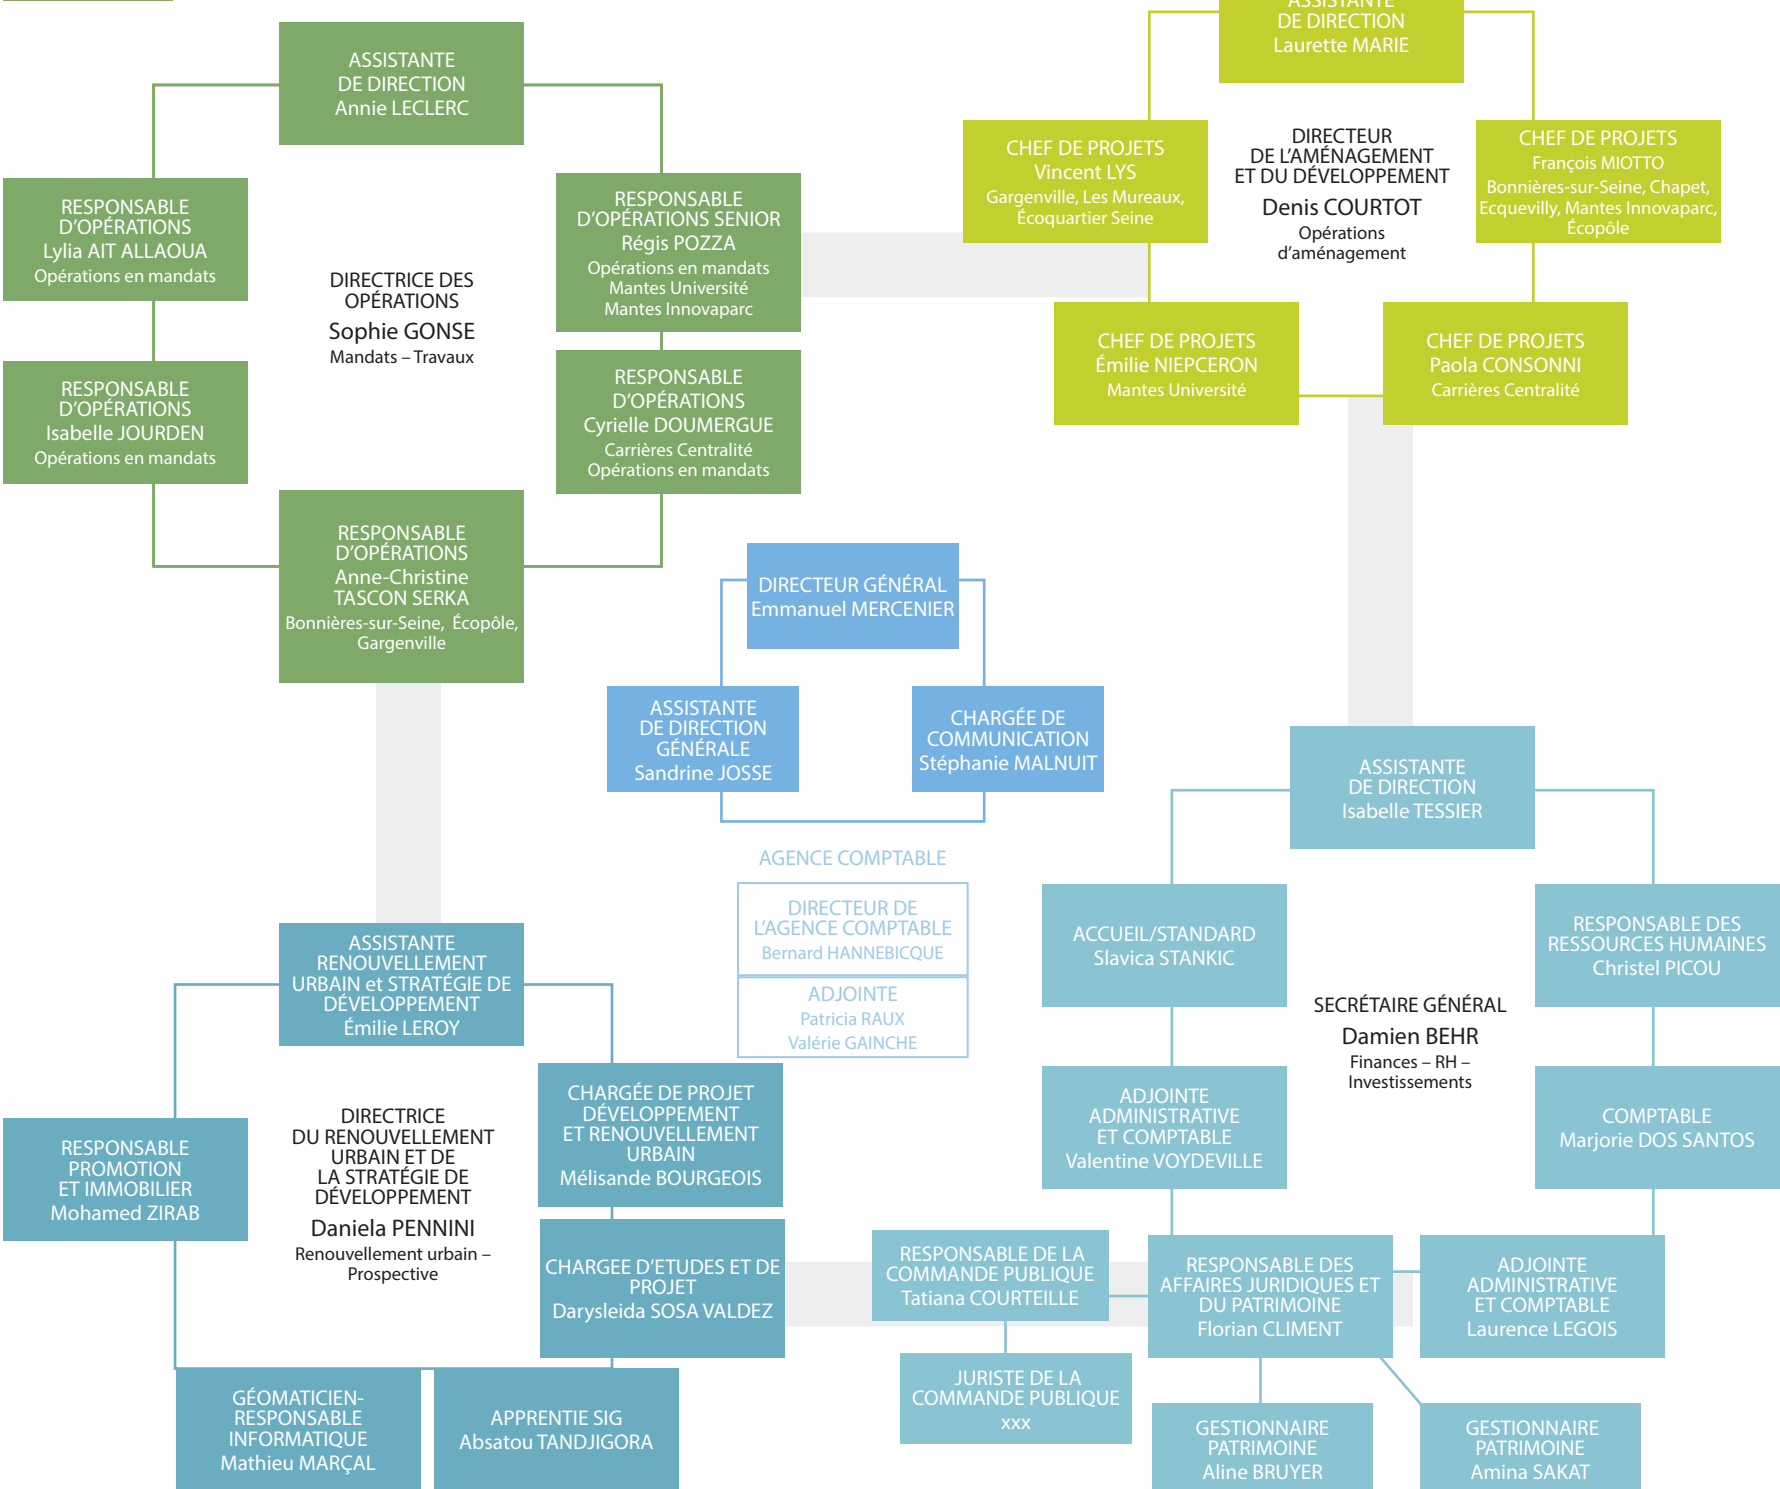 ASSISTANTE
DE DIRECTION
Annie LECLERC
RESPONSABLE
D'OPÉRATIONS
Lylia AIT ALLAOUA
Opérations en mandats
DIRECTRICE DES
OPÉRATIONS
Sophie GONSE
Mandats – Travaux
RESPONSABLE
D'OPÉRATIONS SENIOR
Régis POZZA
Opérations en mandats
Mantes Université
Mantes Innovaparc
RESPONSABLE
D'OPÉRATIONS
Isabelle JOURDEN
Opérations en mandats
RESPONSABLE
D'OPÉRATIONS
Cyrielle DOUMERGUE
Carrières Centralité
Opérations en mandats
RESPONSABLE
D'OPÉRATIONS
Anne-Christine
TASCON SERKA
Bonnières-sur-Seine, Écopôle,
Gargenville
ASSISTANTE
DE DIRECTION
Laurette MARIE
CHEF DE PROJETS
Vincent LYS
Gargenville, Les Mureaux,
Écoquartier Seine
DIRECTEUR
DE L'AMÉNAGEMENT
ET DU DÉVELOPPEMENT
Denis COURTOT
Opérations
d'aménagement
CHEF DE PROJETS
François MIOTTO
Bonnières-sur-Seine, Chapet,
Ecquevilly, Mantes Innovaparc,
Écopôle
CHEF DE PROJETS
Émilie NIEPCERON
Mantes Université
CHEF DE PROJETS
Paola CONSONNI
Carrières Centralité
DIRECTEUR GÉNÉRAL
Emmanuel MERCENIER
ASSISTANTE
DE DIRECTION
GÉNÉRALE
Sandrine JOSSE
CHARGÉE DE
COMMUNICATION
Stéphanie MALNUIT
AGENCE COMPTABLE
DIRECTEUR DE
L'AGENCE COMPTABLE
Bernard HANNEBICQUE
ADJOINTE
Patricia RAUX
Valérie GAINCHE
ASSISTANTE
RENOUVELLEMENT
URBAIN et STRATÉGIE DE
DÉVELOPPEMENT
Émilie LEROY
RESPONSABLE
PROMOTION
ET IMMOBILIER
Mohamed ZIRAB
DIRECTRICE
DU RENOUVELLEMENT
URBAIN ET DE
LA STRATÉGIE DE
DÉVELOPPEMENT
Daniela PENNINI
Renouvellement urbain –
Prospective
CHARGÉE DE PROJET
DÉVELOPPEMENT
ET RENOUVELLEMENT
URBAIN
Mélisande BOURGEOIS
CHARGEE D'ETUDES ET DE
PROJET
Darysleida SOSA VALDEZ
GÉOMATICIEN-
RESPONSABLE
INFORMATIQUE
Mathieu MARÇAL
APPRENTIE SIG
Absatou TANDJIGORA
ASSISTANTE
DE DIRECTION
Isabelle TESSIER
ACCUEIL/STANDARD
Slavica STANKIC
RESPONSABLE DES
RESSOURCES HUMAINES
Christel PICOU
SECRÉTAIRE GÉNÉRAL
Damien BEHR
Finances – RH –
Investissements
ADJOINTE
ADMINISTRATIVE
ET COMPTABLE
Valentine VOYDEVILLE
COMPTABLE
Marjorie DOS SANTOS
RESPONSABLE DE LA
COMMANDE PUBLIQUE
Tatiana COURTEILLE
RESPONSABLE DES
AFFAIRES JURIDIQUES ET
DU PATRIMOINE
Florian CLIMENT
ADJOINTE
ADMINISTRATIVE
ET COMPTABLE
Laurence LEGOIS
JURISTE DE LA
COMMANDE PUBLIQUE
xxx
GESTIONNAIRE
PATRIMOINE
Aline BRUYER
GESTIONNAIRE
PATRIMOINE
Amina SAKAT